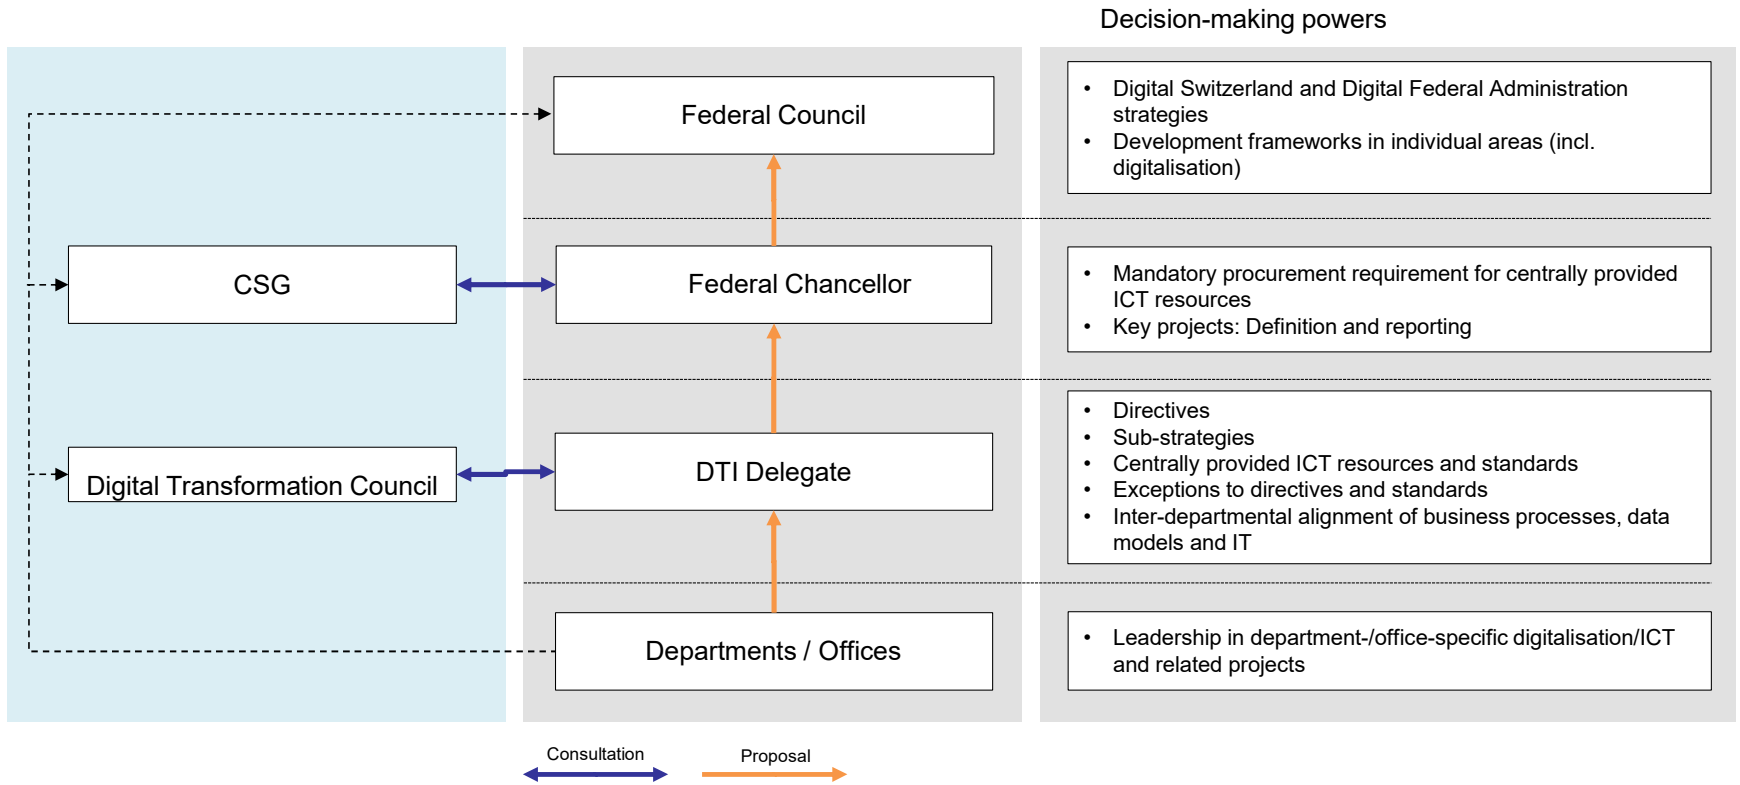 Decision-making powers
Federal Council
• Digital Switzerland and Digital Federal Administration
strategies
• Development frameworks in individual areas (incl.
digitalisation)
CSG
Federal Chancellor
• Mandatory procurement requirement for centrally provided
ICT resources
• Key projects: Definition and reporting
Digital Transformation Council
DTI Delegate
• Directives
• Sub-strategies
• Centrally provided ICT resources and standards
• Exceptions to directives and standards
• Inter-departmental alignment of business processes, data
models and IT
Departments / Offices
• Leadership in department-/office-specific digitalisation/ICT
and related projects
Consultation
Proposal